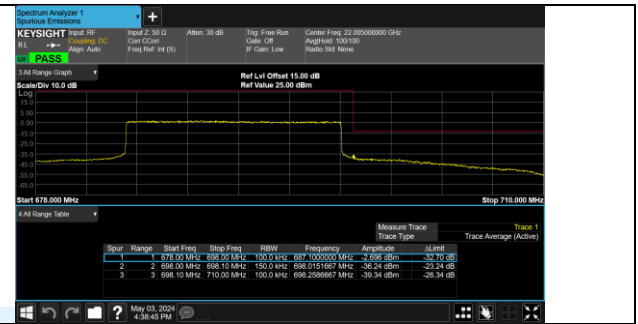 Spectrum Analyzer 1
Spurious Emissions
+
KEYSIGHT Input: RF Input Z: 50 Ω Atten: 30 dB Trig: Free Run Center Freq: 22.005000000 GHz
RL Coupling: DC Corr CCorr Gate: Off Avg|Hold: 100/100
Align: Auto Freq Ref: Int (S) IF Gain: Low Radio Std: None
PASS
3 All Range Graph
Ref Lvl Offset 15.00 dB
Scale/Div 10.0 dB Ref Value 25.00 dBm
Log
15.0
5.00
-5.00
-15.0
-25.0
-35.0
-45.0
-55.0
-65.0
Start 678.000 MHz Stop 710.000 MHz
4 All Range Table
Measure Trace Trace 1
Trace Type Trace Average (Active)
Spur Range Start Freq Stop Freq RBW Frequency Amplitude ΔLimit
1 1 678.00 MHz 698.00 MHz 100.0 kHz 687.1000000 MHz -2.696 dBm -32.70 dB
2 2 698.00 MHz 698.10 MHz 150.0 kHz 698.0151667 MHz -36.24 dBm -23.24 dB
3 3 698.10 MHz 710.00 MHz 100.0 kHz 698.2586667 MHz -39.34 dBm -26.34 dB
? May 03, 2024
4:38:45 PM